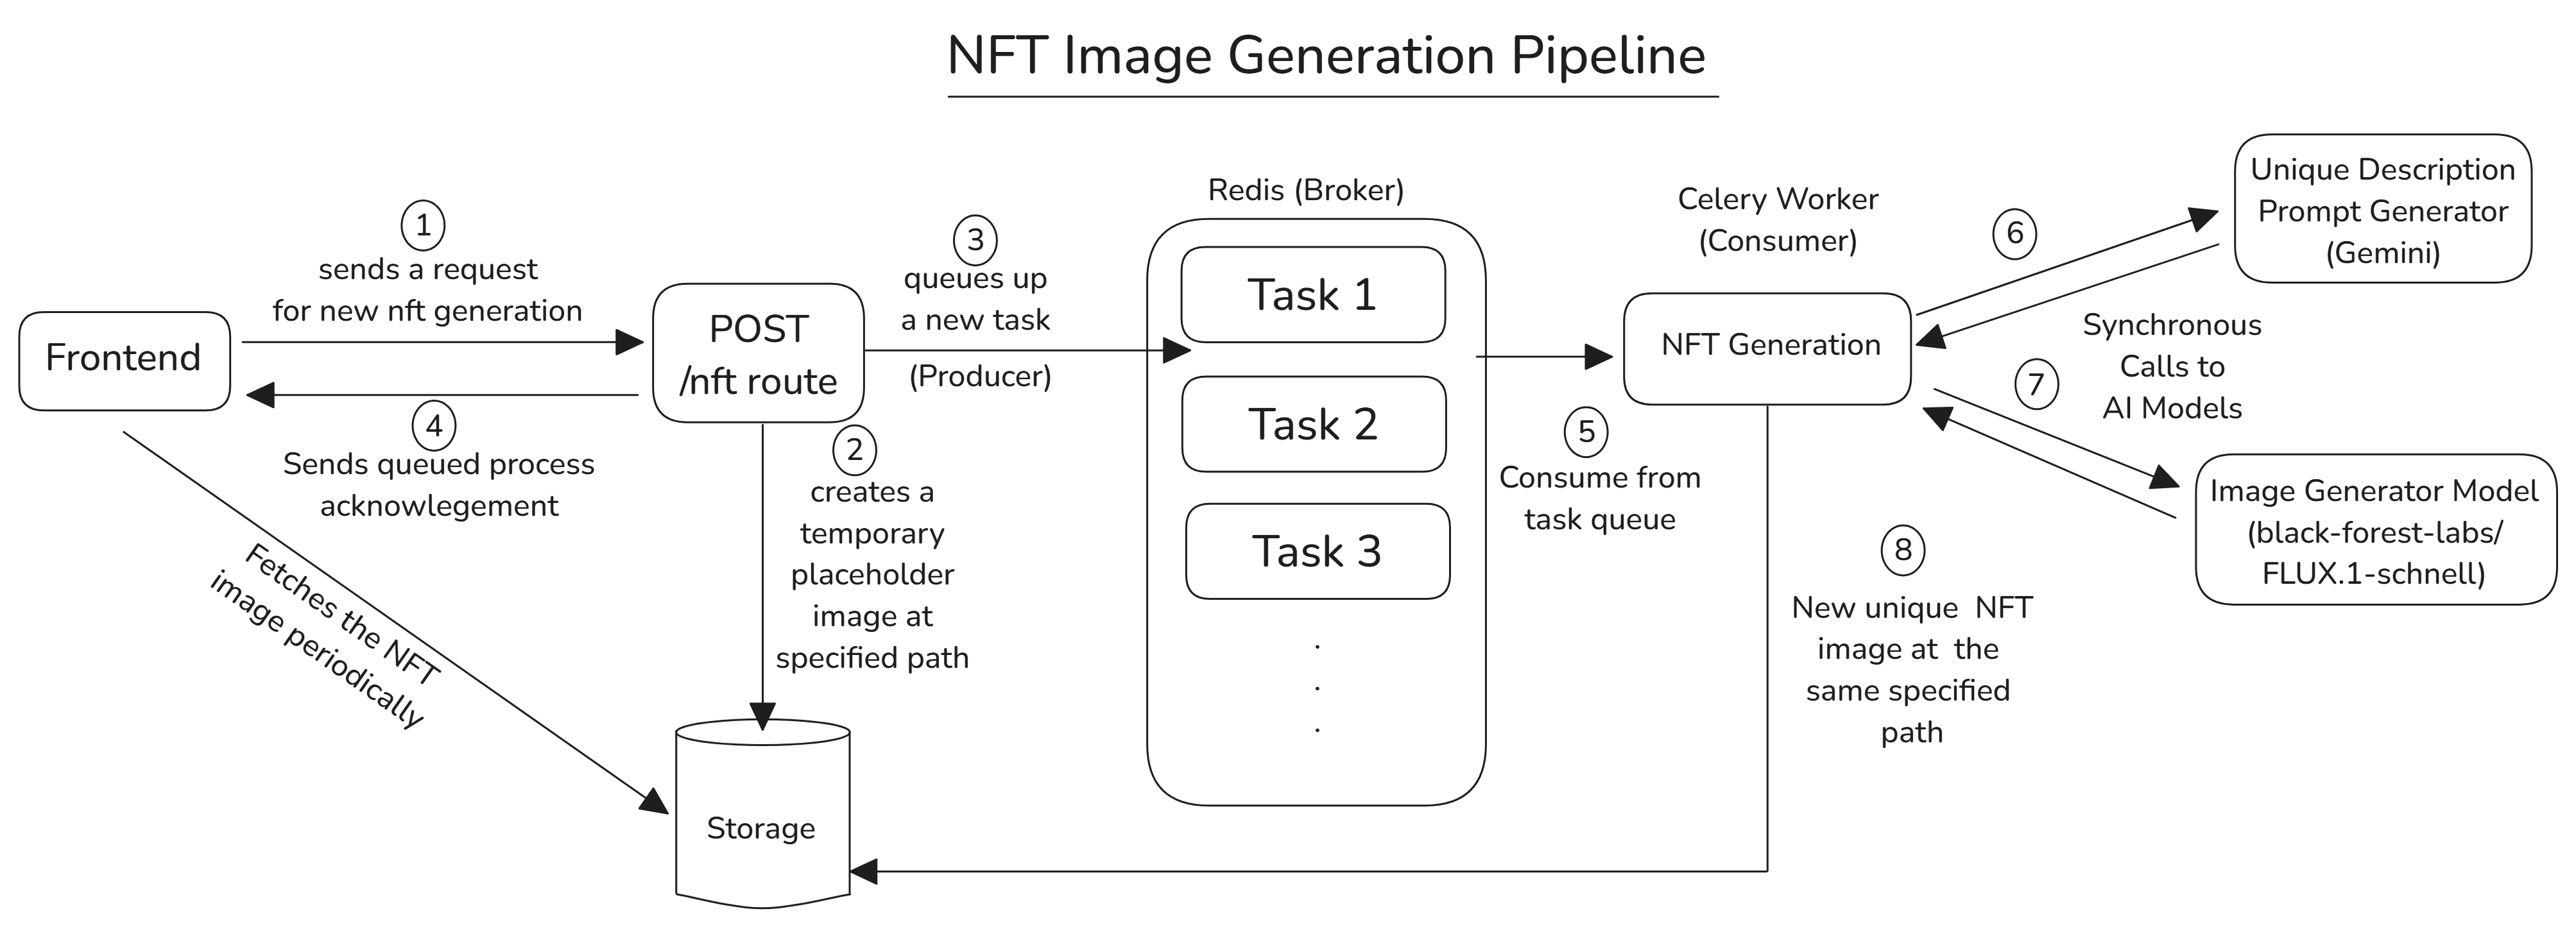 NFT Image Generation Pipeline
1
sends a request
for new nft generation
Frontend
4
Sends queued process
acknowlegement
Fetches the NFT
image periodically
POST
/nft route
2
creates a
temporary
placeholder
image at
specified path
Storage
3
queues up
a new task
(Producer)
Redis (Broker)
Task 1
Task 2
Task 3
.
.
.
5
Consume from
task queue
Celery Worker
(Consumer)
NFT Generation
6
Unique Description
Prompt Generator
(Gemini)
Synchronous
Calls to
AI Models
7
Image Generator Model
(black-forest-labs/
FLUX.1-schnell)
8
New unique  NFT
image at  the
same specified
path